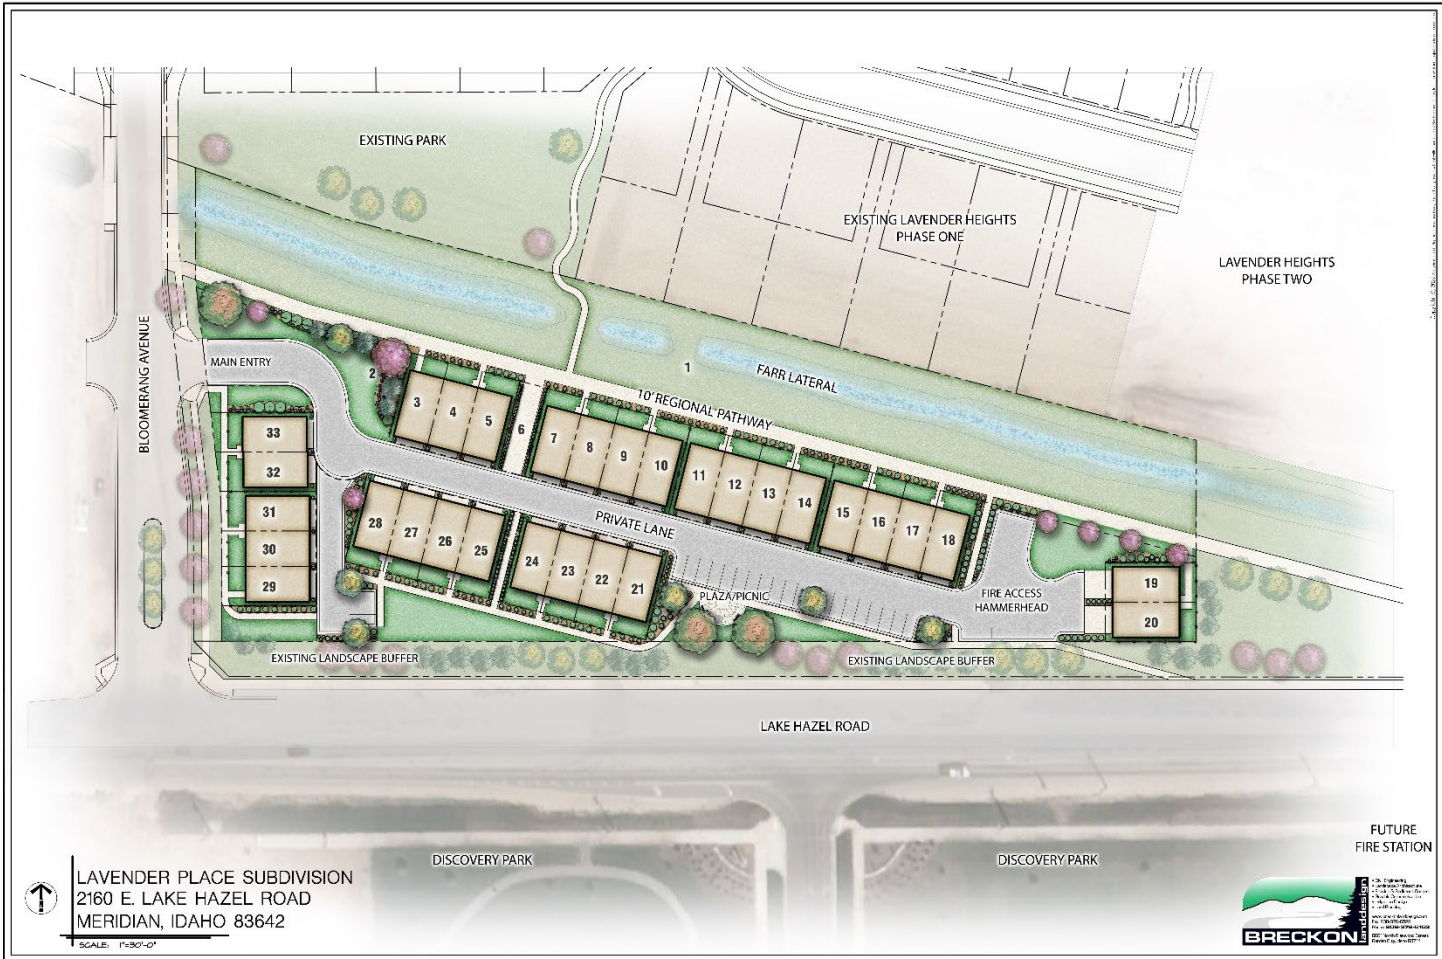 EXISTING PARK
EXISTING LAVENDER HEIGHTS
PHASE ONE
LAVENDER HEIGHTS
PHASE TWO
BLOOMERANG AVENUE
MAIN ENTRY
1
FARR LATERAL
10' REGIONAL PATHWAY
2
3
4
5
6
7
8
9
10
11
12
13
14
15
16
17
18
33
32
31
30
29
28
27
26
25
24
23
22
21
PRIVATE LANE
PLAZA/PICNIC
FIRE ACCESS
HAMMERHEAD
19
20
EXISTING LANDSCAPE BUFFER
EXISTING LANDSCAPE BUFFER
LAKE HAZEL ROAD
DISCOVERY PARK
DISCOVERY PARK
FUTURE
FIRE STATION
LAVENDER PLACE SUBDIVISION
2160 E. LAKE HAZEL ROAD
MERIDIAN, IDAHO 83642
SCALE: 1"=30'-0"
BRECKON
landdesign